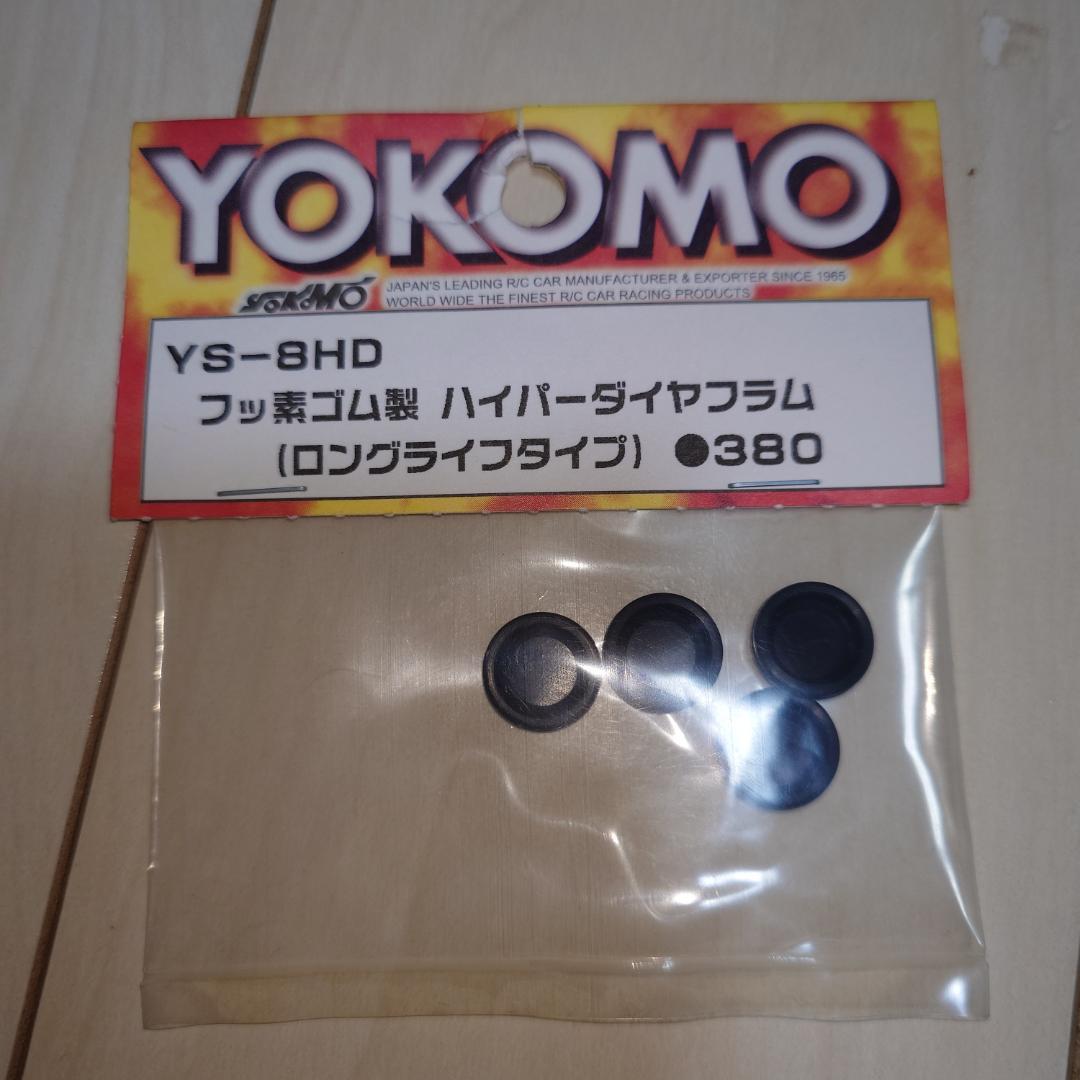 YOKOMO
YOKOMO
JAPAN'S LEADING R/C CAR MANUFACTURER & EXPORTER SINCE 1965
WORLD WIDE THE FINEST R/C CAR RACING PRODUCTS
YS-8HD
フッ素ゴム製 ハイパーダイヤフラム
(ロングライフタイプ) ●380